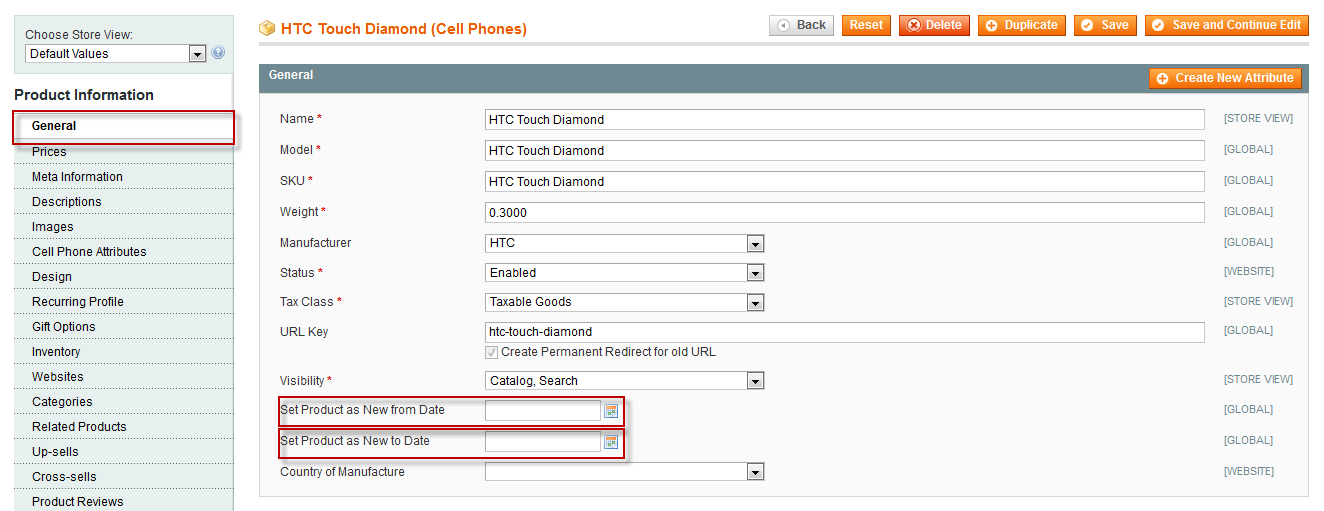 Choose Store View:
Default Values
Product Information
General
Prices
Meta Information
Descriptions
Images
Cell Phone Attributes
Design
Recurring Profile
Gift Options
Inventory
Websites
Categories
Related Products
Up-sells
Cross-sells
Product Reviews
HTC Touch Diamond (Cell Phones) Back Reset Delete Duplicate Save Save and Continue Edit
General Create New Attribute
Name * HTC Touch Diamond [STORE VIEW]
Model * HTC Touch Diamond [GLOBAL]
SKU * HTC Touch Diamond [GLOBAL]
Weight * 0.3000 [GLOBAL]
Manufacturer HTC [GLOBAL]
Status * Enabled [WEBSITE]
Tax Class * Taxable Goods [STORE VIEW]
URL Key htc-touch-diamond [GLOBAL]
Create Permanent Redirect for old URL
Visibility * Catalog, Search [STORE VIEW]
Set Product as New from Date [GLOBAL]
Set Product as New to Date [GLOBAL]
Country of Manufacture [WEBSITE]